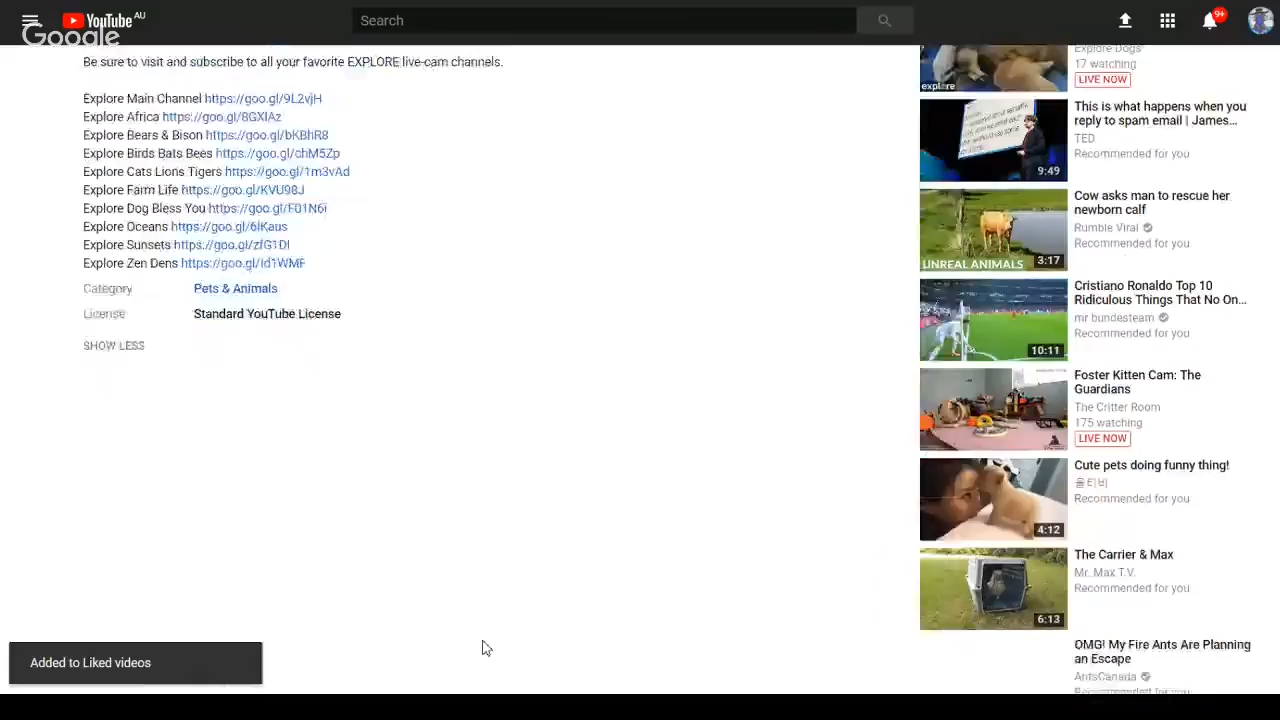 YouTube AU
Search
9+
Google
Be sure to visit and subscribe to all your favorite EXPLORE live-cam channels.
Explore Main Channel https://goo.gl/9L2vjH
Explore Africa https://goo.gl/8GXIAz
Explore Bears & Bison https://goo.gl/bKBhR8
Explore Birds Bats Bees https://goo.gl/chM5Zp
Explore Cats Lions Tigers https://goo.gl/1m3vAd
Explore Farm Life https://goo.gl/KVU98J
Explore Dog Bless You https://goo.gl/F01N6i
Explore Oceans https://goo.gl/6lKaus
Explore Sunsets https://goo.gl/zfG1Dl
Explore Zen Dens https://goo.gl/Id1WMF
Category Pets & Animals
License Standard YouTube License
SHOW LESS
Added to Liked videos
Explore Dogs
17 watching
LIVE NOW
explore
This is what happens when you
reply to spam email | James...
TED
Recommended for you
9:49
Cow asks man to rescue her
newborn calf
Rumble Viral
Recommended for you
UNREAL ANIMALS 3:17
Cristiano Ronaldo Top 10
Ridiculous Things That No On...
mr bundesteam
Recommended for you
10:11
Foster Kitten Cam: The
Guardians
The Critter Room
175 watching
LIVE NOW
Cute pets doing funny thing!
Recommended for you
4:12
The Carrier & Max
Mr. Max T.V.
Recommended for you
6:13
OMG! My Fire Ants Are Planning
an Escape
AntsCanada
Recommended for you